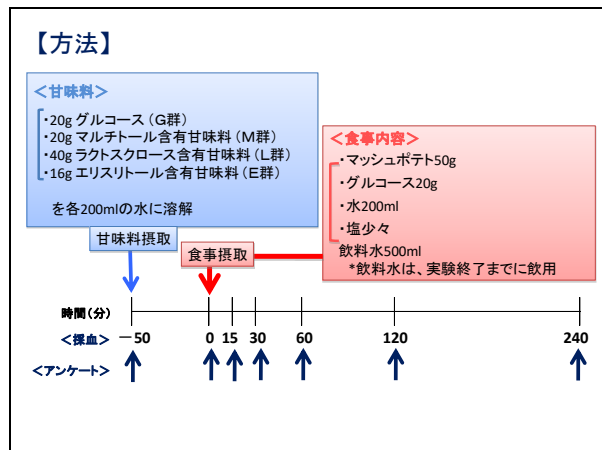 【方法】
＜甘味料＞
・20g グルコース（G群）
・20g マルチトール含有甘味料（M群）
・40g ラクトスクロース含有甘味料（L群）
・16g エリスリトール含有甘味料（E群）
を各200mlの水に溶解
＜食事内容＞
・マッシュポテト50g
・グルコース20g
・水200ml
・塩少々
飲料水500ml
*飲料水は、実験終了までに飲用
甘味料摂取
食事摂取
時間（分）
＜採血＞ －50 0 15 30 60 120 240
＜アンケート＞